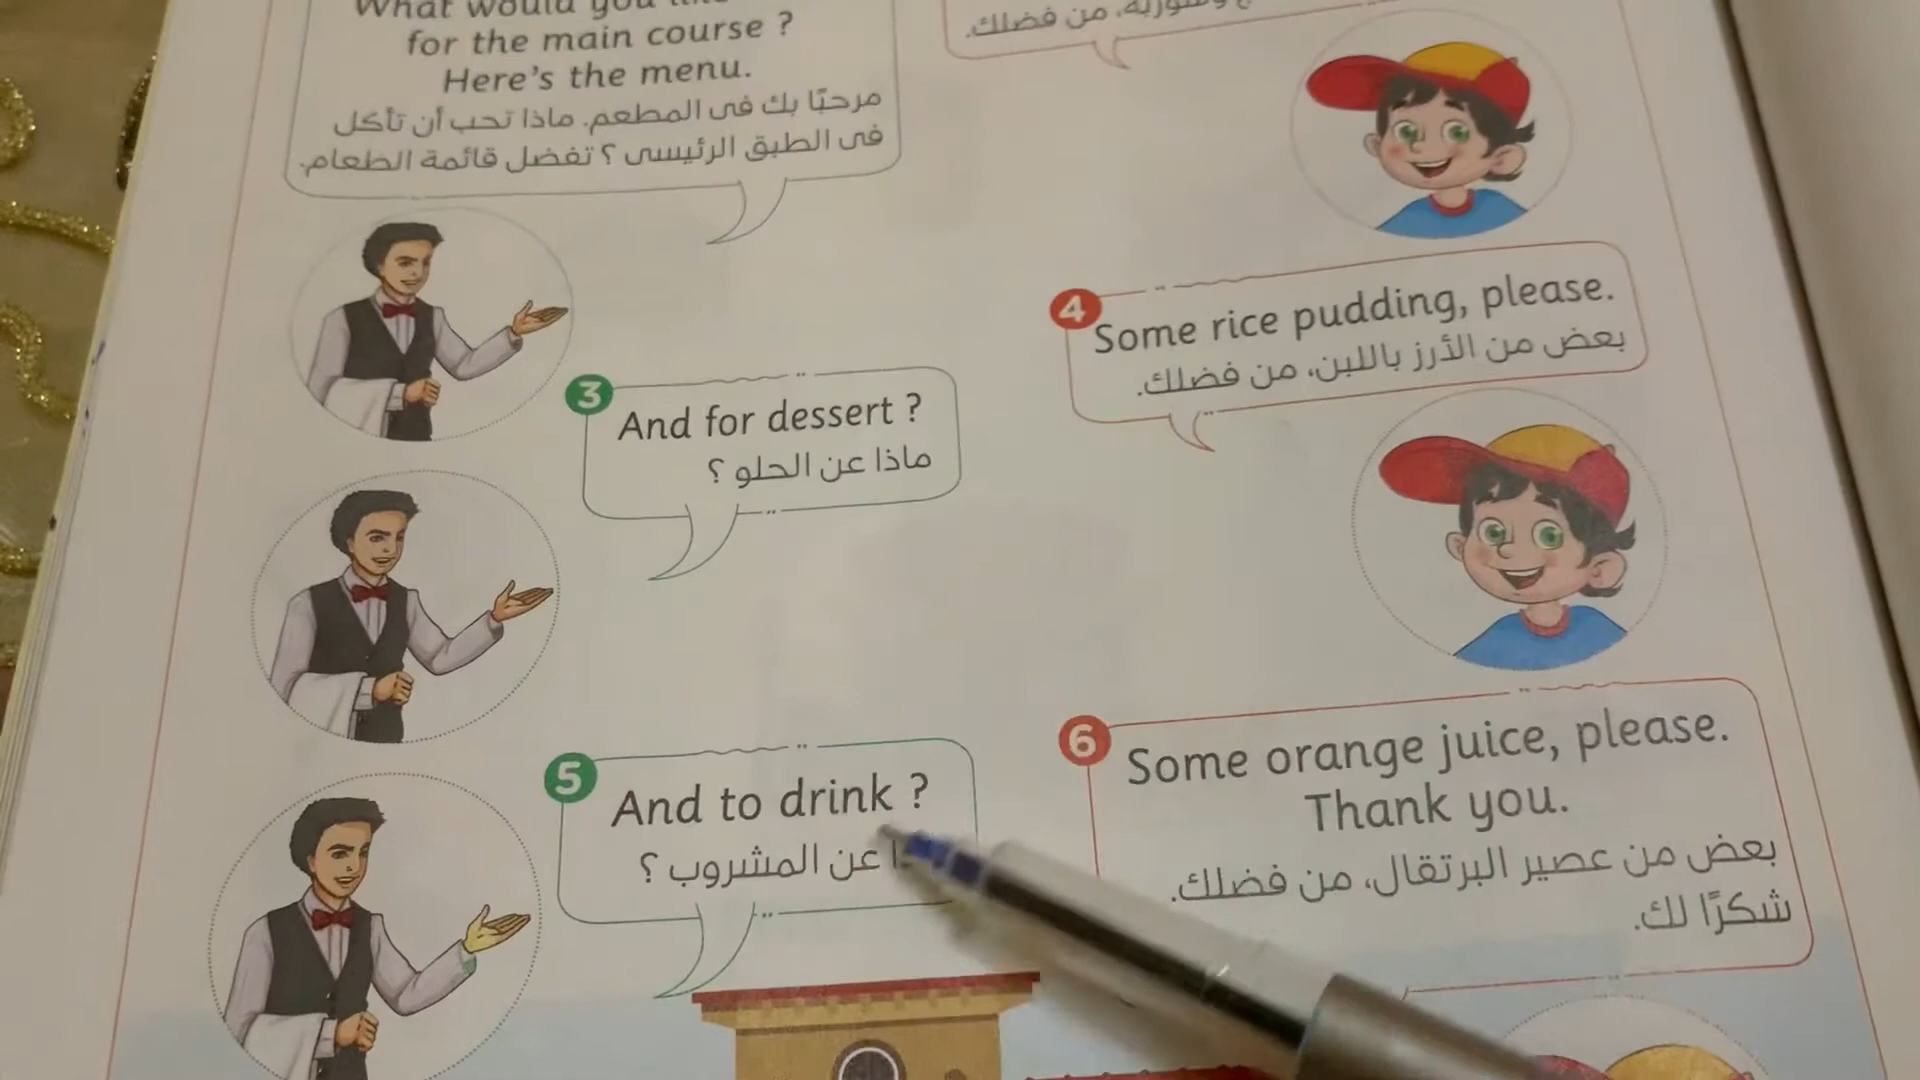 What would you
for the main course ?
Here's the menu.
مرحبًا بك فى المطعم. ماذا تحب أن تأكل
فى الطبق الرئيسى ؟ تفضل قائمة الطعام.
من فضلك.
3
And for dessert ?
ماذا عن الحلو ؟
4
Some rice pudding, please.
بعض من الأرز باللبن، من فضلك.
5
And to drink ?
عن المشروب ؟
6
Some orange juice, please.
Thank you.
بعض من عصير البرتقال، من فضلك.
شكرًا لك.